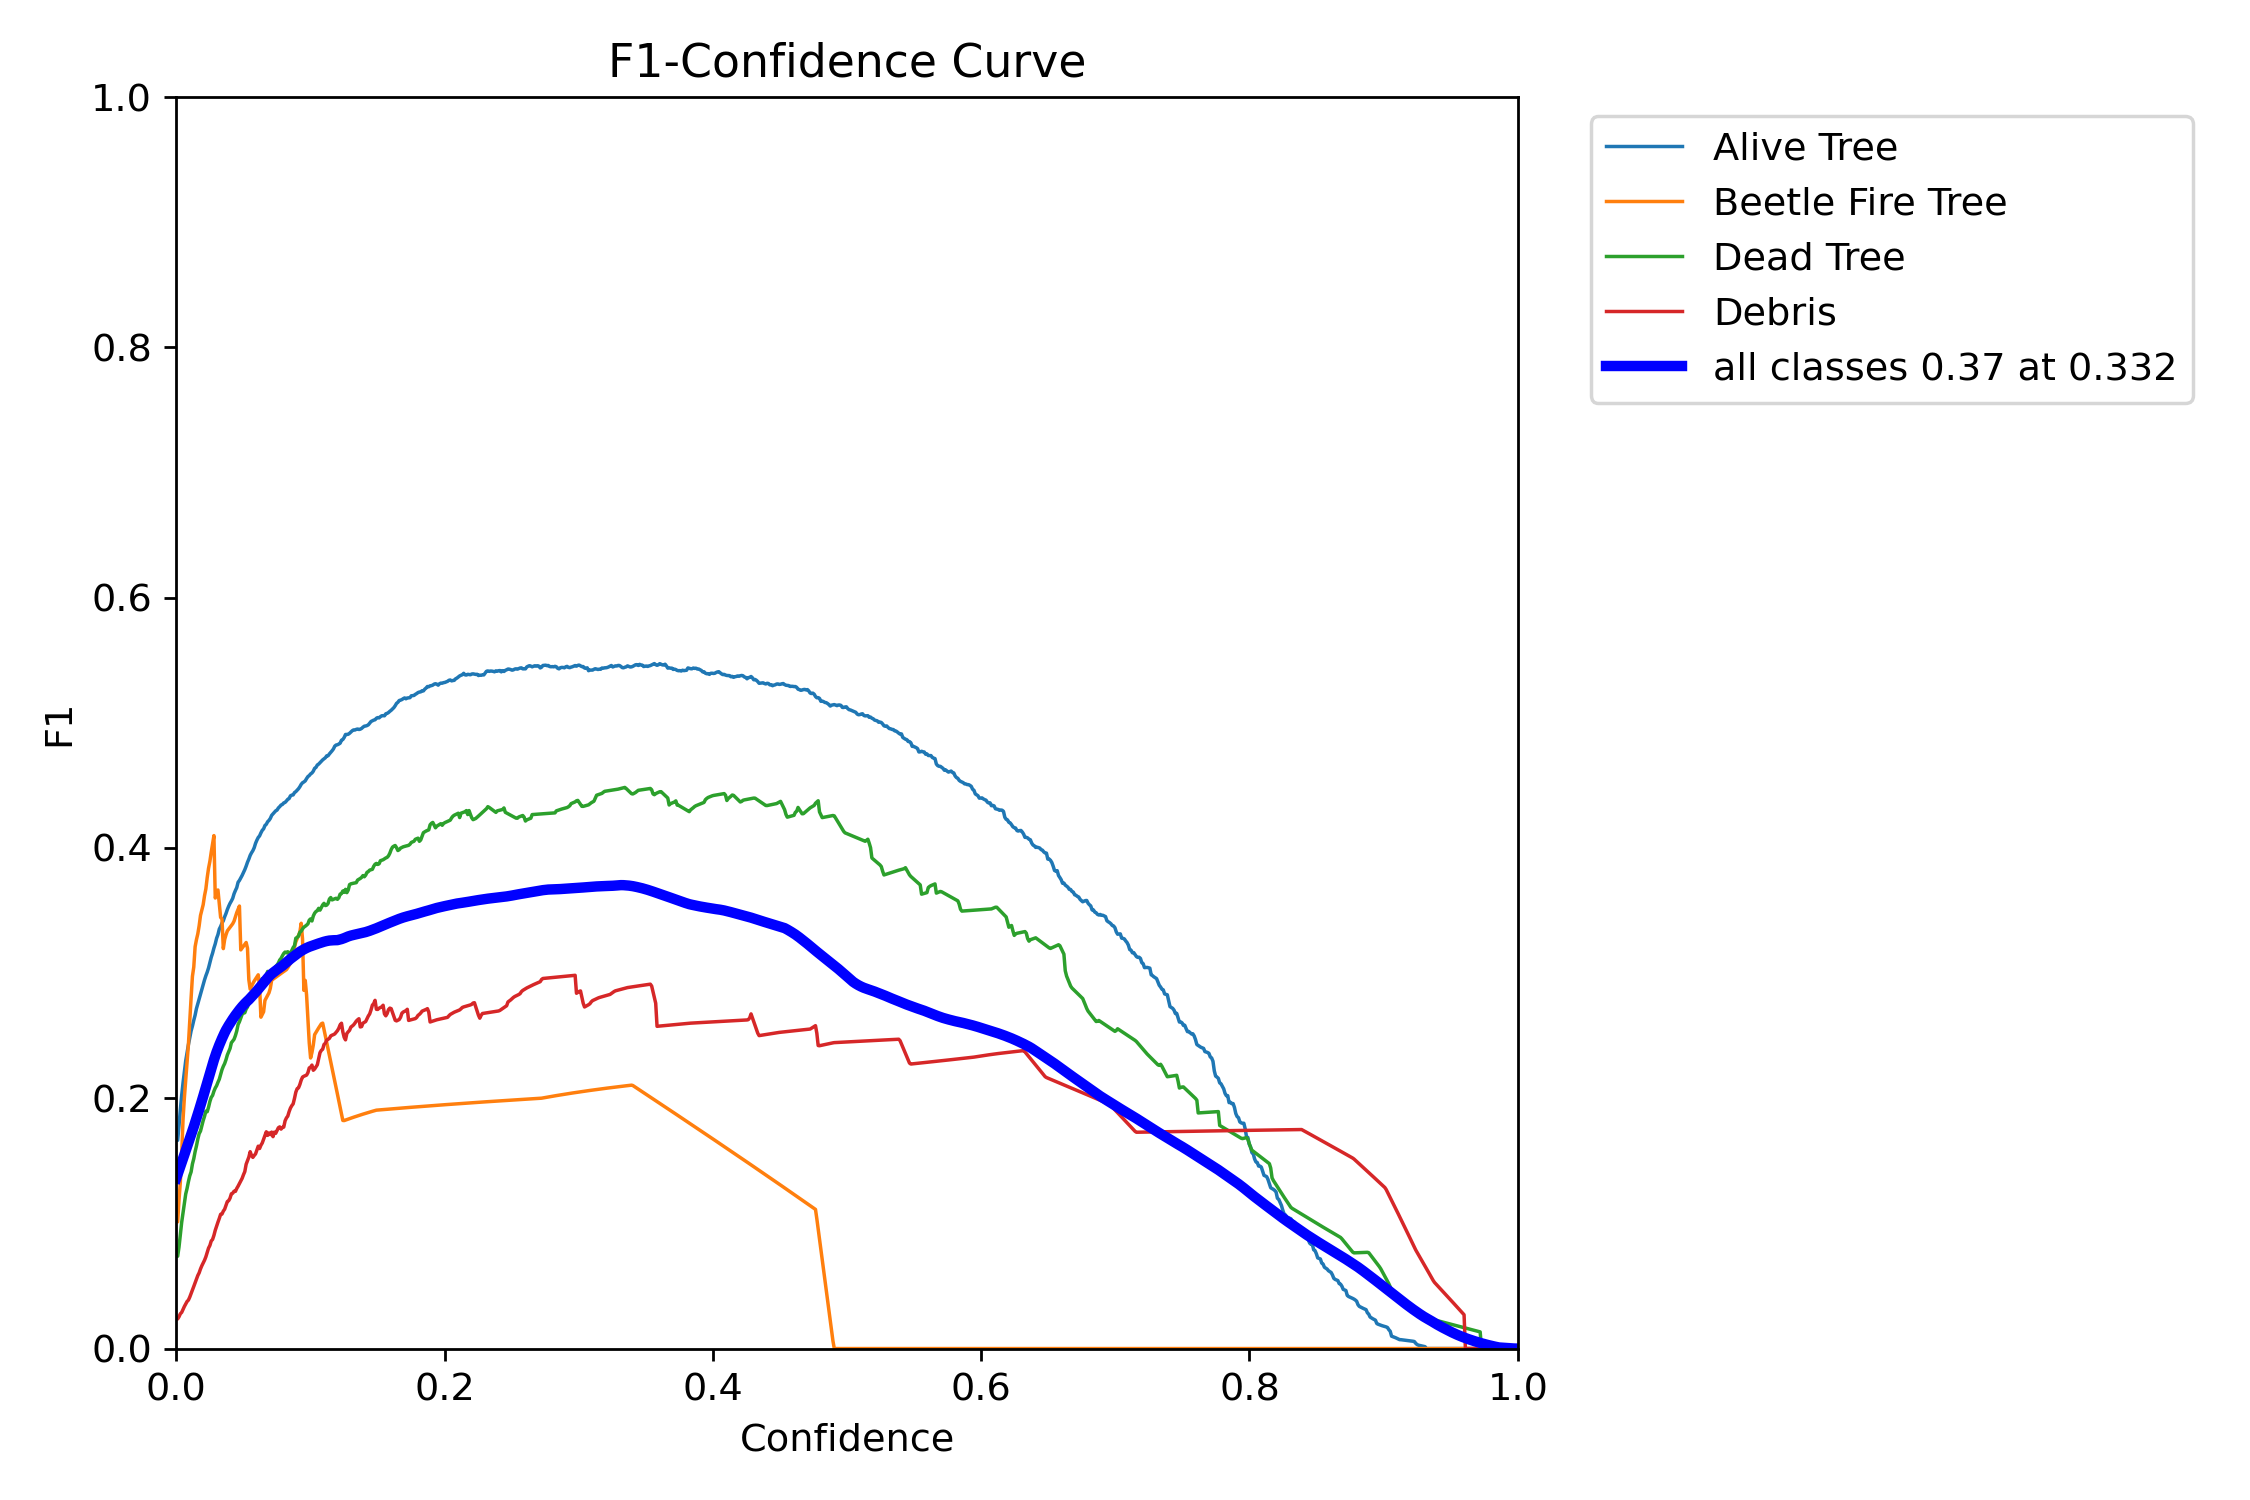 F1-Confidence Curve
1.0
0.8
0.6
0.4
0.2
0.0
F1
0.0 0.2 0.4 0.6 0.8 1.0
Confidence
Alive Tree
Beetle Fire Tree
Dead Tree
Debris
all classes 0.37 at 0.332